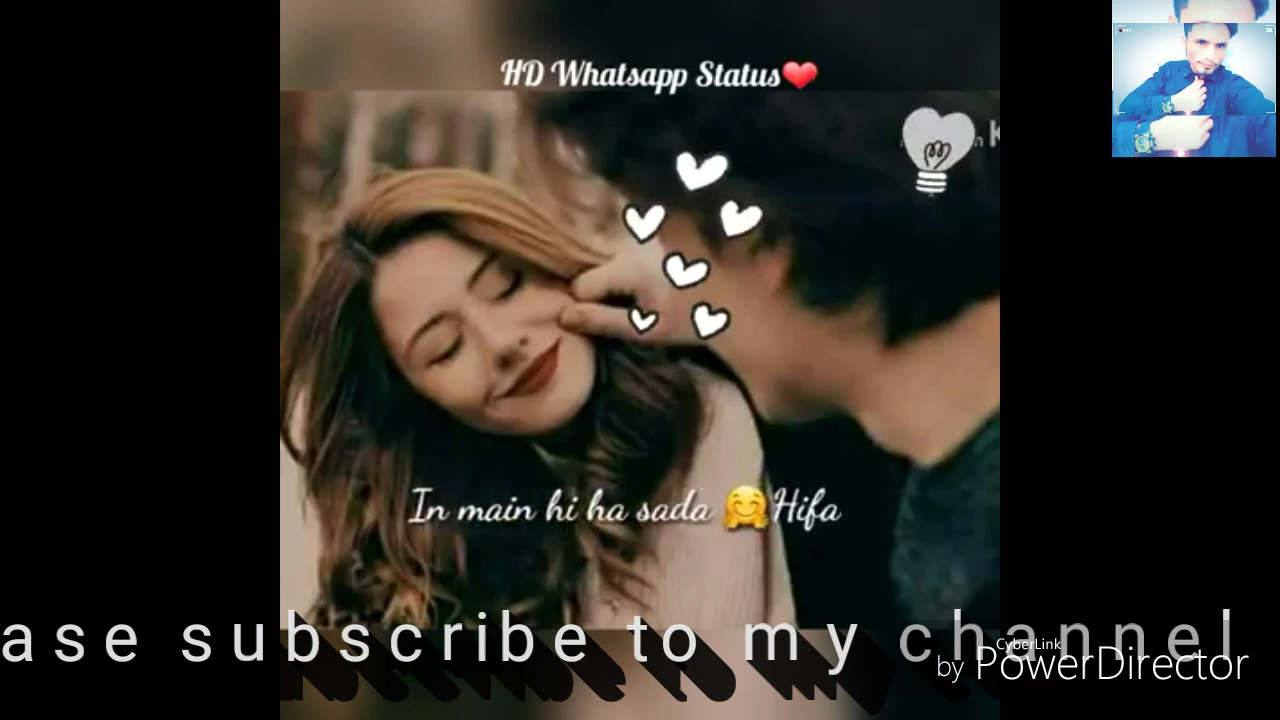 HD Whatsapp Status❤️
K
In main hi ha sada 🤗Hifa
ase subscribe to my channel
CyberLink
by PowerDirector